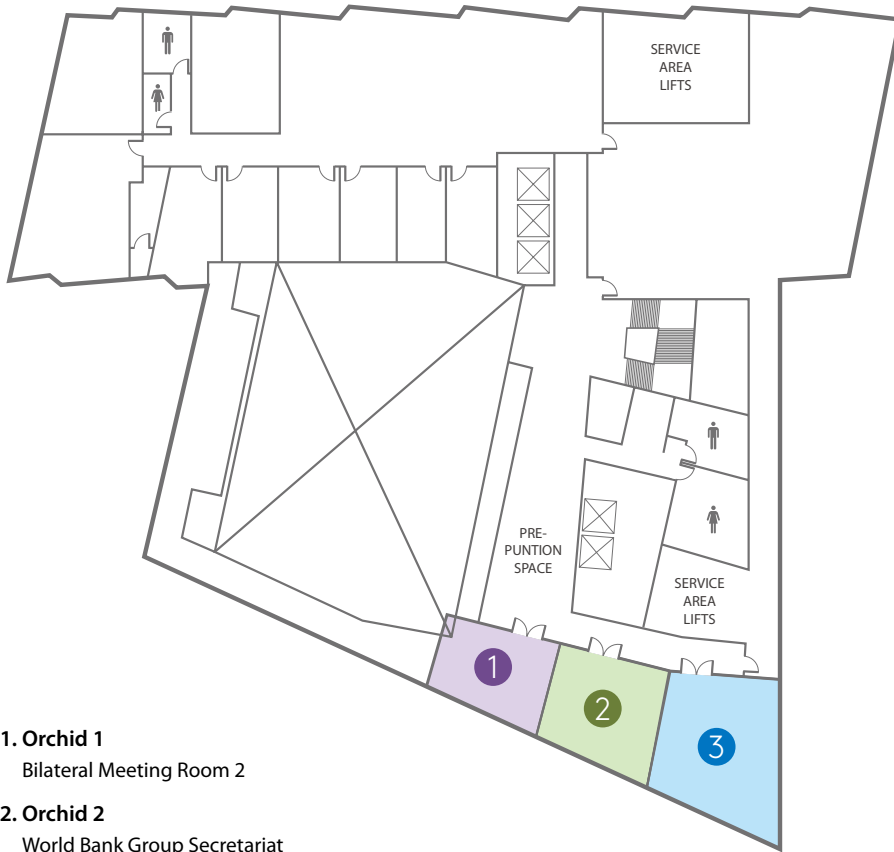 SERVICE
AREA
LIFTS
PRE-
PUNTION
SPACE
SERVICE
AREA
LIFTS
1
2
3
1. Orchid 1
Bilateral Meeting Room 2
2. Orchid 2
World Bank Group Secretariat